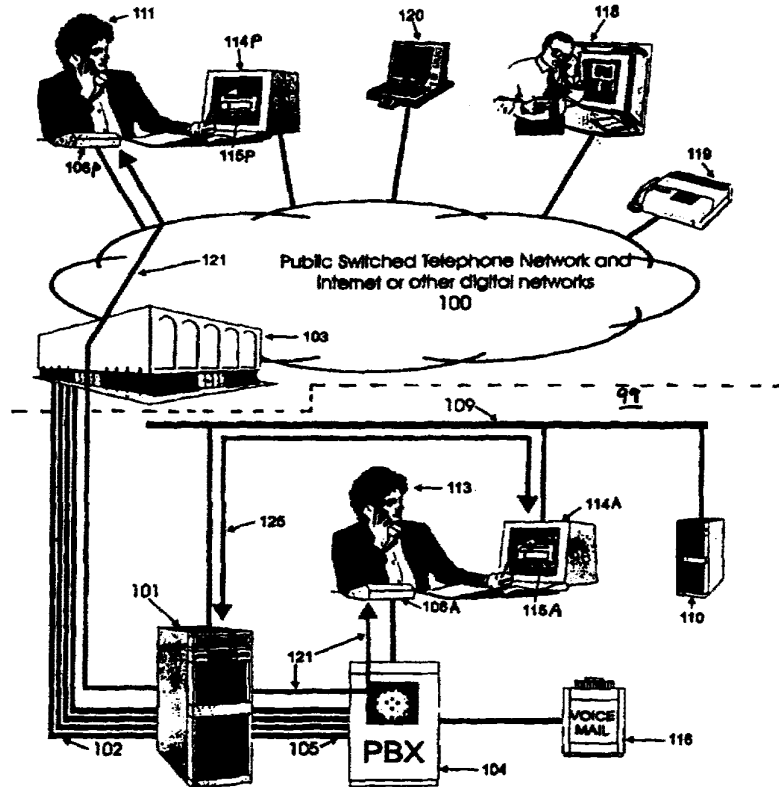 111
120
118
114P
119
106P
115P
121
Public Switched Telephone Network and
Internet or other digital networks
100
103
99
109
113
114A
125
101
106A
115A
110
121
VOICE
MAIL
116
102
105
PBX
104